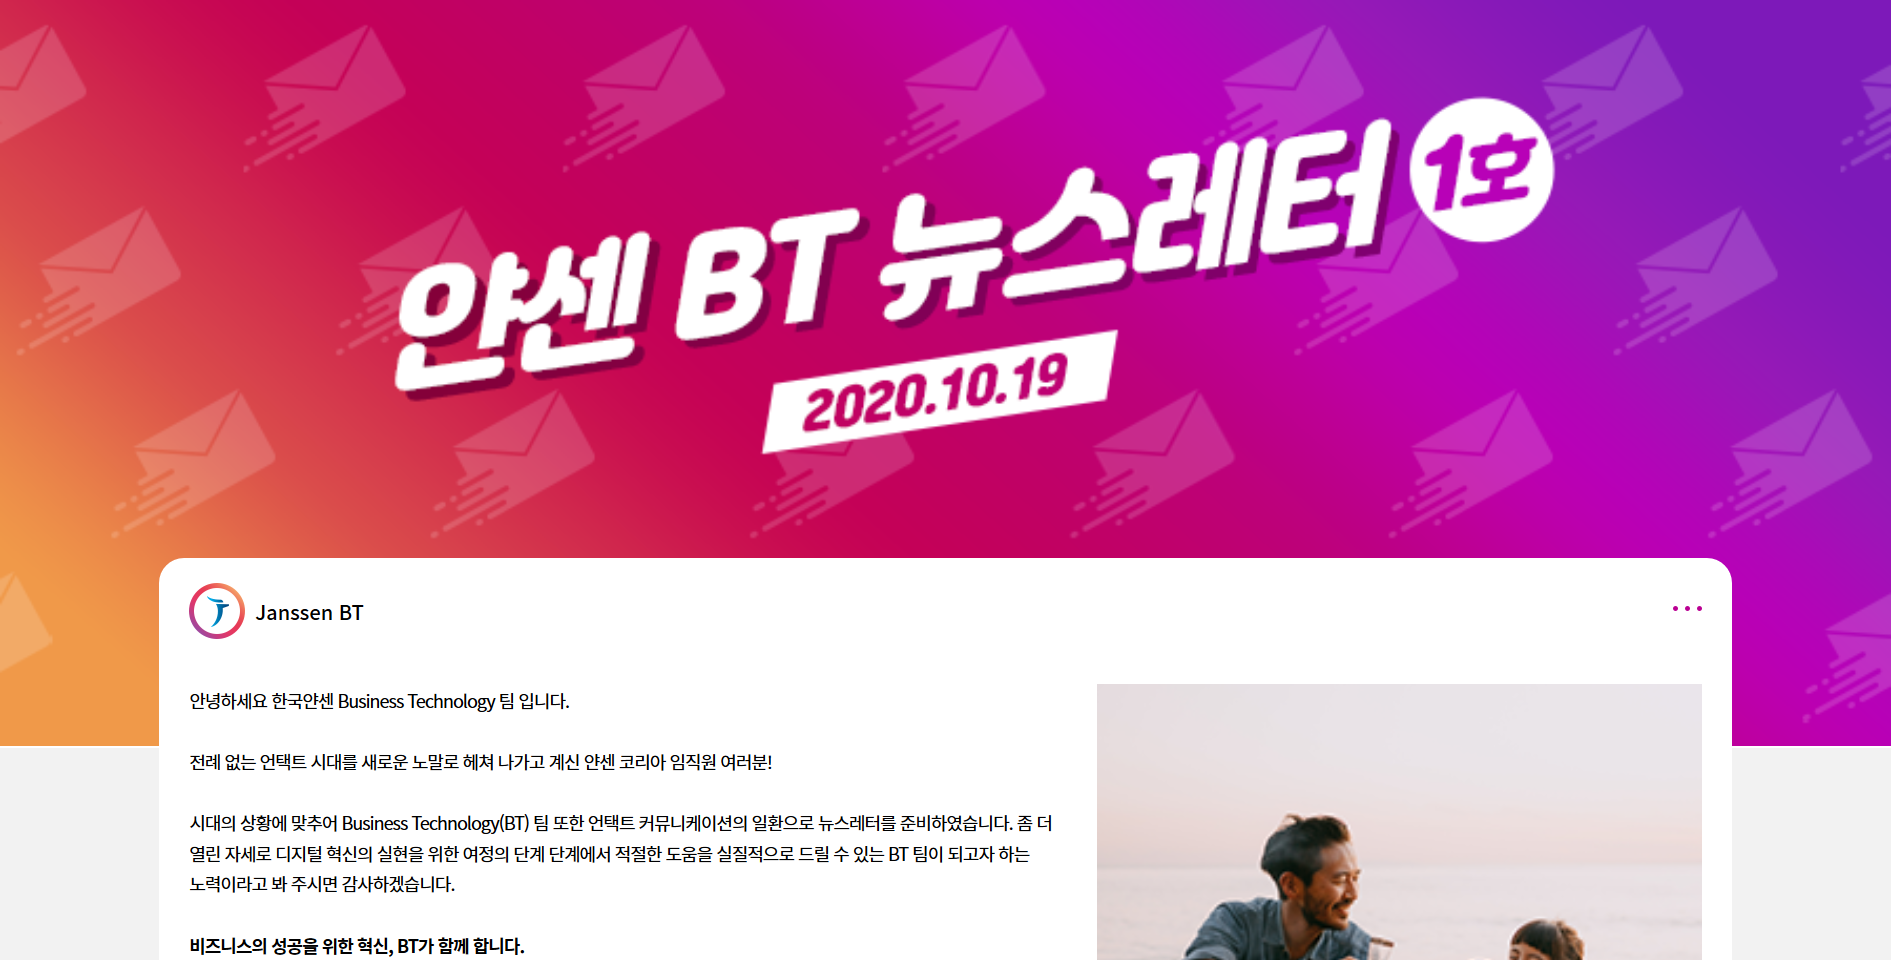 얀센 BT 뉴스레터 1호
2020.10.19
Janssen BT
안녕하세요 한국얀센 Business Technology 팀 입니다.
전례 없는 언택트 시대를 새로운 노말로 헤쳐 나가고 계신 얀센 코리아 임직원 여러분!
시대의 상황에 맞추어 Business Technology(BT) 팀 또한 언택트 커뮤니케이션의 일환으로 뉴스레터를 준비하였습니다. 좀 더
열린 자세로 디지털 혁신의 실현을 위한 여정의 단계 단계에서 적절한 도움을 실질적으로 드릴 수 있는 BT 팀이 되고자 하는
노력이라고 봐 주시면 감사하겠습니다.
비즈니스의 성공을 위한 혁신, BT가 함께 합니다.